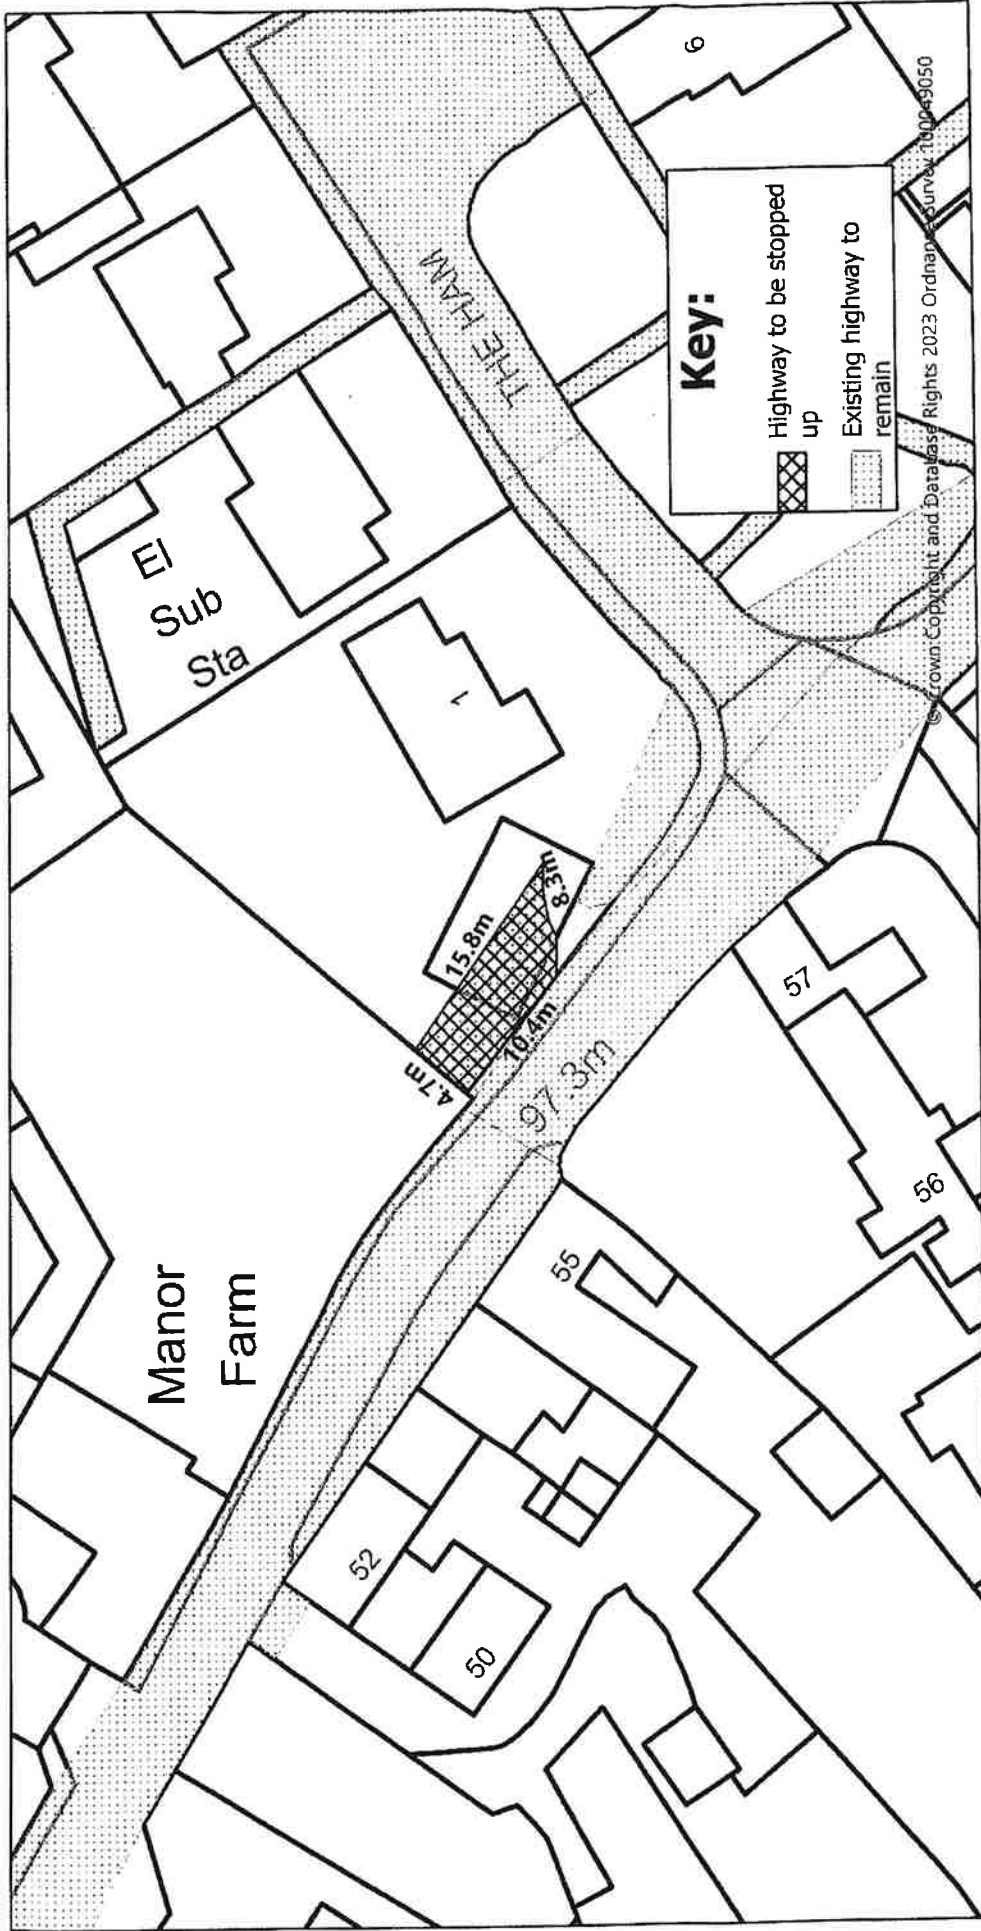 Manor
Farm
El
Sub
Sta
1
THE HAM
6
15.8m
8.3m
4.7m
10.4m
97.3m
57
56
55
52
50
Key:
Highway to be stopped
up
Existing highway to
remain
© Crown Copyright and Database Rights 2023 Ordnance Survey 100049050